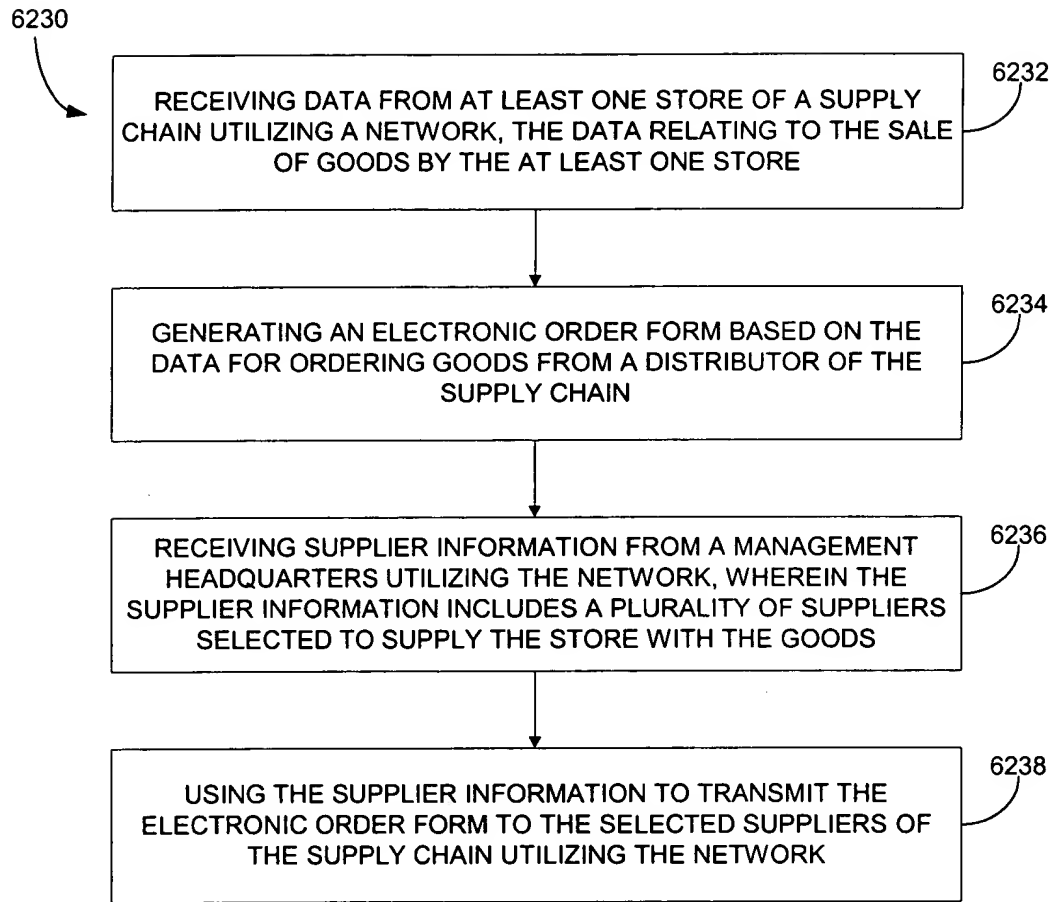 6230
6232
RECEIVING DATA FROM AT LEAST ONE STORE OF A SUPPLY
CHAIN UTILIZING A NETWORK, THE DATA RELATING TO THE SALE
OF GOODS BY THE AT LEAST ONE STORE
6234
GENERATING AN ELECTRONIC ORDER FORM BASED ON THE
DATA FOR ORDERING GOODS FROM A DISTRIBUTOR OF THE
SUPPLY CHAIN
6236
RECEIVING SUPPLIER INFORMATION FROM A MANAGEMENT
HEADQUARTERS UTILIZING THE NETWORK, WHEREIN THE
SUPPLIER INFORMATION INCLUDES A PLURALITY OF SUPPLIERS
SELECTED TO SUPPLY THE STORE WITH THE GOODS
6238
USING THE SUPPLIER INFORMATION TO TRANSMIT THE
ELECTRONIC ORDER FORM TO THE SELECTED SUPPLIERS OF
THE SUPPLY CHAIN UTILIZING THE NETWORK